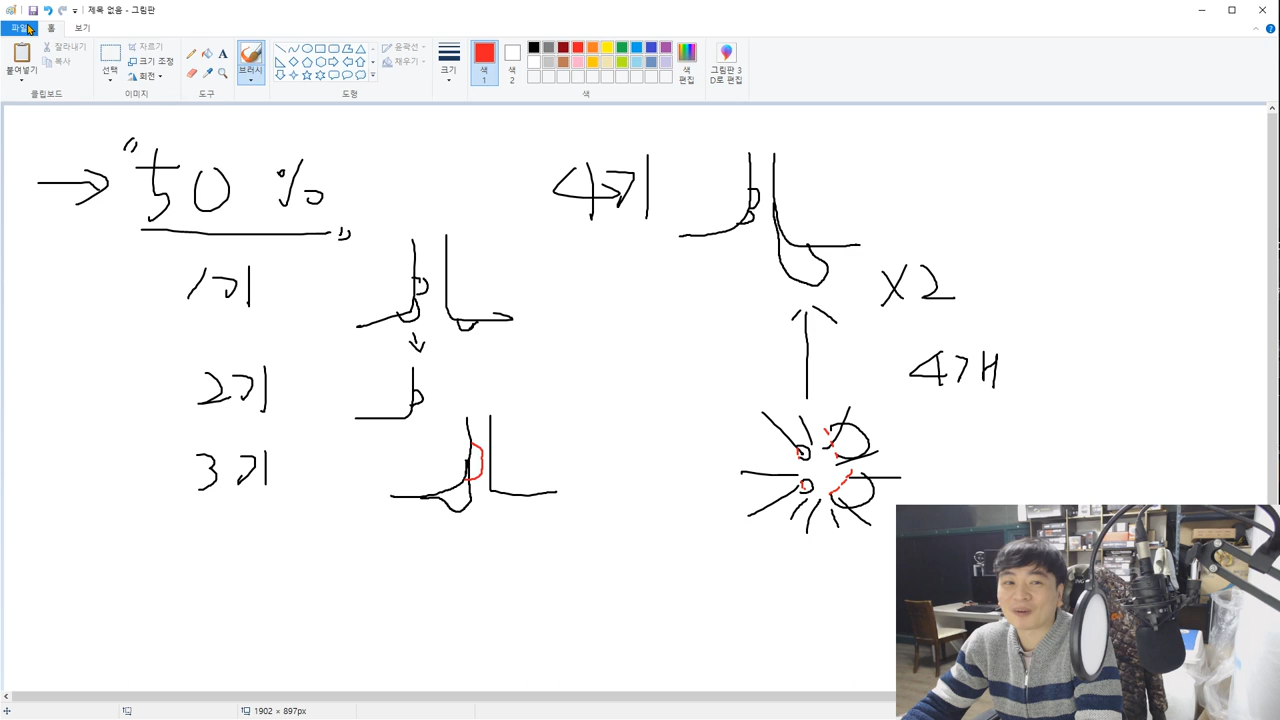 제목 없음 - 그림판
파일 홈 보기
붙여넣기 잘라내기 복사
클립보드
선택 자르기 크기 조정 회전
이미지
A
도구
브러시
윤곽선 채우기
도형
크기
색 1
색 2
색 편집
색
그림판 3D로 편집
"50 %"
1기
2기
3기
4기
X2
4개
1902 × 897px